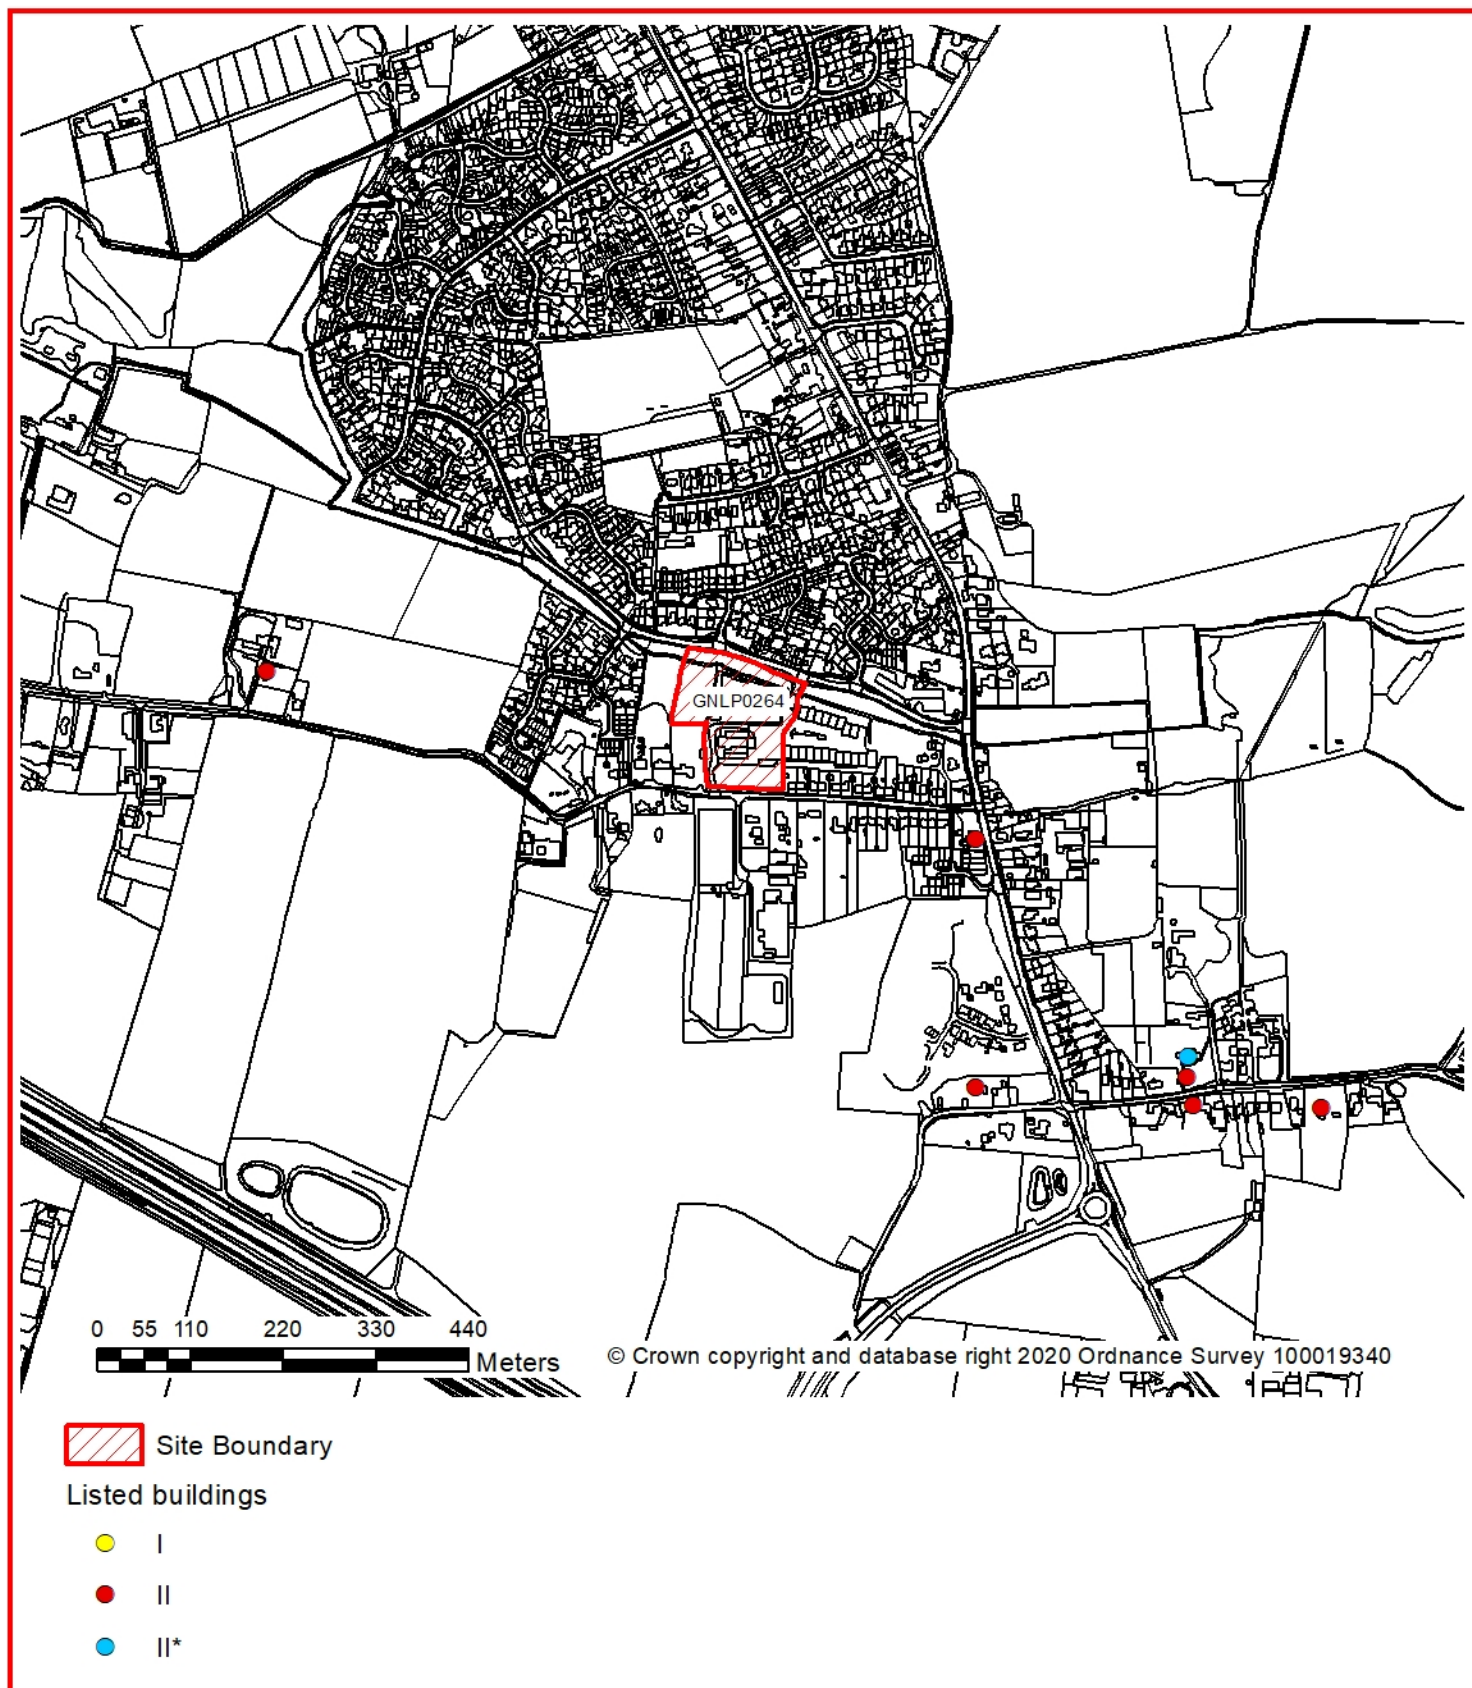 GNLP0264
0 55 110 220 330 440
Meters
© Crown copyright and database right 2020 Ordnance Survey 100019340
Site Boundary
Listed buildings
I
II
II*